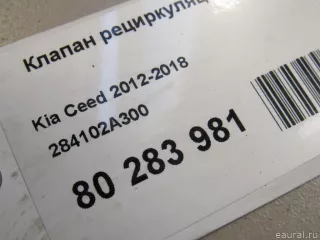 Клапан рециркуляц
Kia Ceed 2012-2018
284102A300
80 283 981
eaural.ru